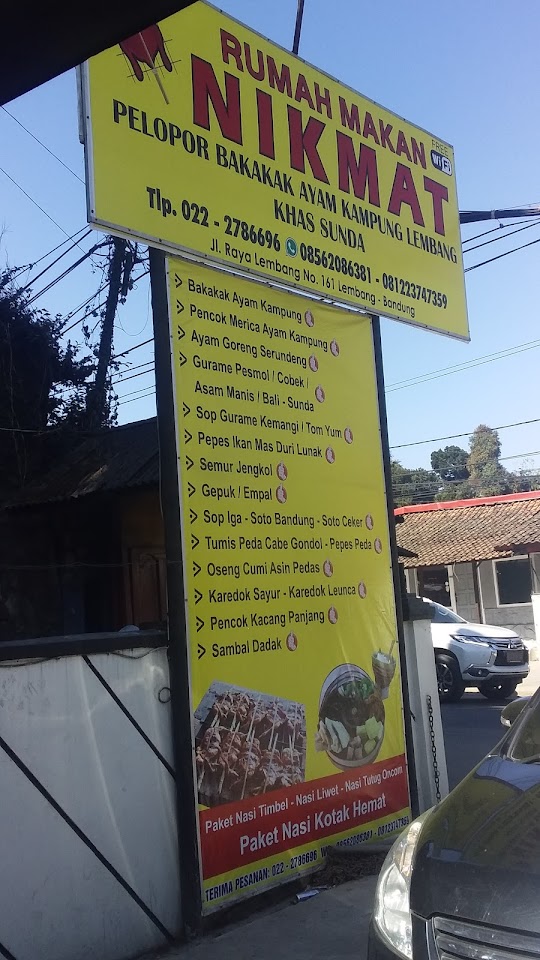 RUMAH MAKAN
FREE
WiFi
NIKMAT
PELOPOR BAKAKAK AYAM KAMPUNG LEMBANG
KHAS SUNDA
Tlp. 022 - 2786696 08562086381 - 081223747359
Jl. Raya Lembang No. 161 Lembang - Bandung
Bakakak Ayam Kampung
Pencok Merica Ayam Kampung
Ayam Goreng Serundeng
Gurame Pesmol / Cobek /
Asam Manis / Bali - Sunda
Sop Gurame Kemangi / Tom Yum
Pepes Ikan Mas Duri Lunak
Semur Jengkol
Gepuk / Empal
Sop Iga - Soto Bandung - Soto Ceker
Tumis Peda Cabe Gondol - Pepes Peda
Oseng Cumi Asin Pedas
Karedok Sayur - Karedok Leunca
Pencok Kacang Panjang
Sambal Dadak
Paket Nasi Timbel - Nasi Liwet - Nasi Tutug Oncom
Paket Nasi Kotak Hemat
TERIMA PESANAN: 022 - 2786696 08562086381 - 081223747359